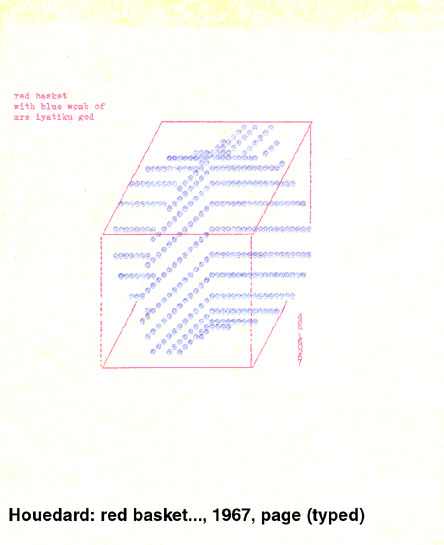 red basket
with blue womb of
mrs iyatiku god
Houedard: red basket..., 1967, page (typed)